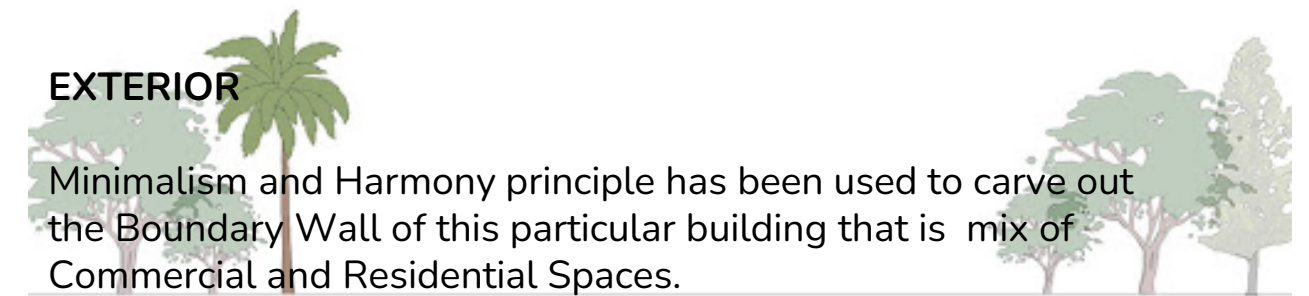 EXTERIOR
Minimalism and Harmony principle has been used to carve out
the Boundary Wall of this particular building that is  mix of
Commercial and Residential Spaces.